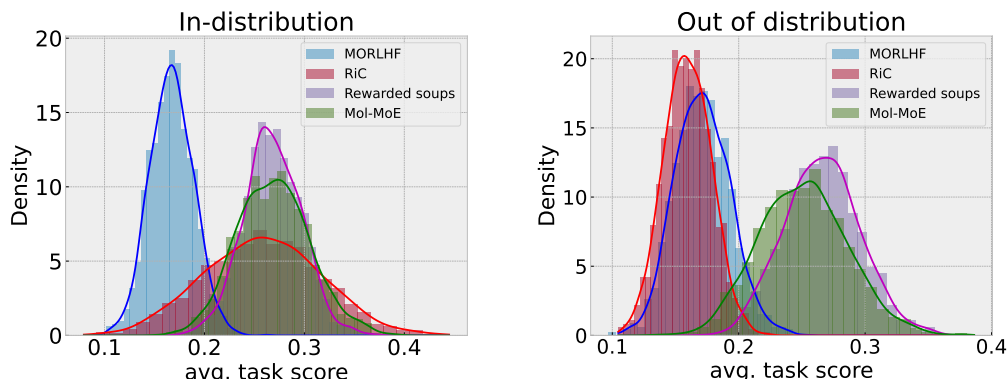 In-distribution
20
15
10
5
0
Density
0.1 0.2 0.3 0.4
avg. task score
MORLHF
RiC
Rewarded soups
Mol-MoE
Out of distribution
20
15
10
5
0
Density
0.1 0.2 0.3 0.4
avg. task score
MORLHF
RiC
Rewarded soups
Mol-MoE